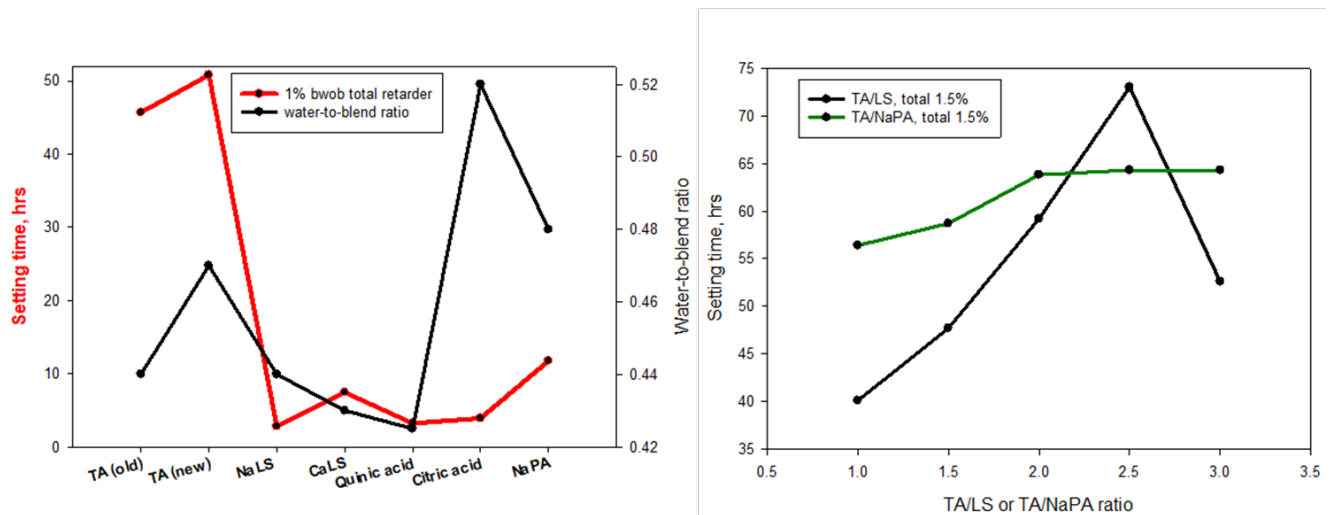 Setting time, hrs
50
40
30
20
10
0
1% bwob total retarder
water-to-blend ratio
0.52
0.50
0.48
0.46
0.44
0.42
Water-to-blend ratio
TA (old)
TA (new)
NaLS
CaLS
Quinic acid
Citric acid
NaPA
Setting time, hrs
75
70
65
60
55
50
45
40
35
TA/LS, total 1.5%
TA/NaPA, total 1.5%
0.5 1.0 1.5 2.0 2.5 3.0 3.5
TA/LS or TA/NaPA ratio